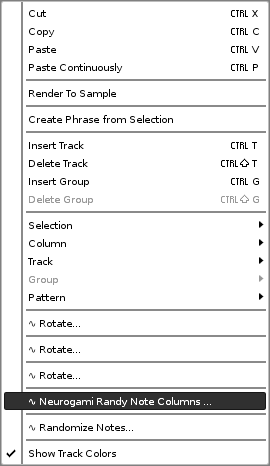 Cut CTRL X
Copy CTRL C
Paste CTRL V
Paste Continuously CTRL P
Render To Sample
Create Phrase from Selection
Insert Track CTRL T
Delete Track CTRL⇧ T
Insert Group CTRL G
Delete Group CTRL⇧ G
Selection
Column
Track
Group
Pattern
∿ Rotate...
∿ Rotate...
∿ Rotate...
∿ Neurogami Randy Note Columns ...
∿ Randomize Notes...
Show Track Colors